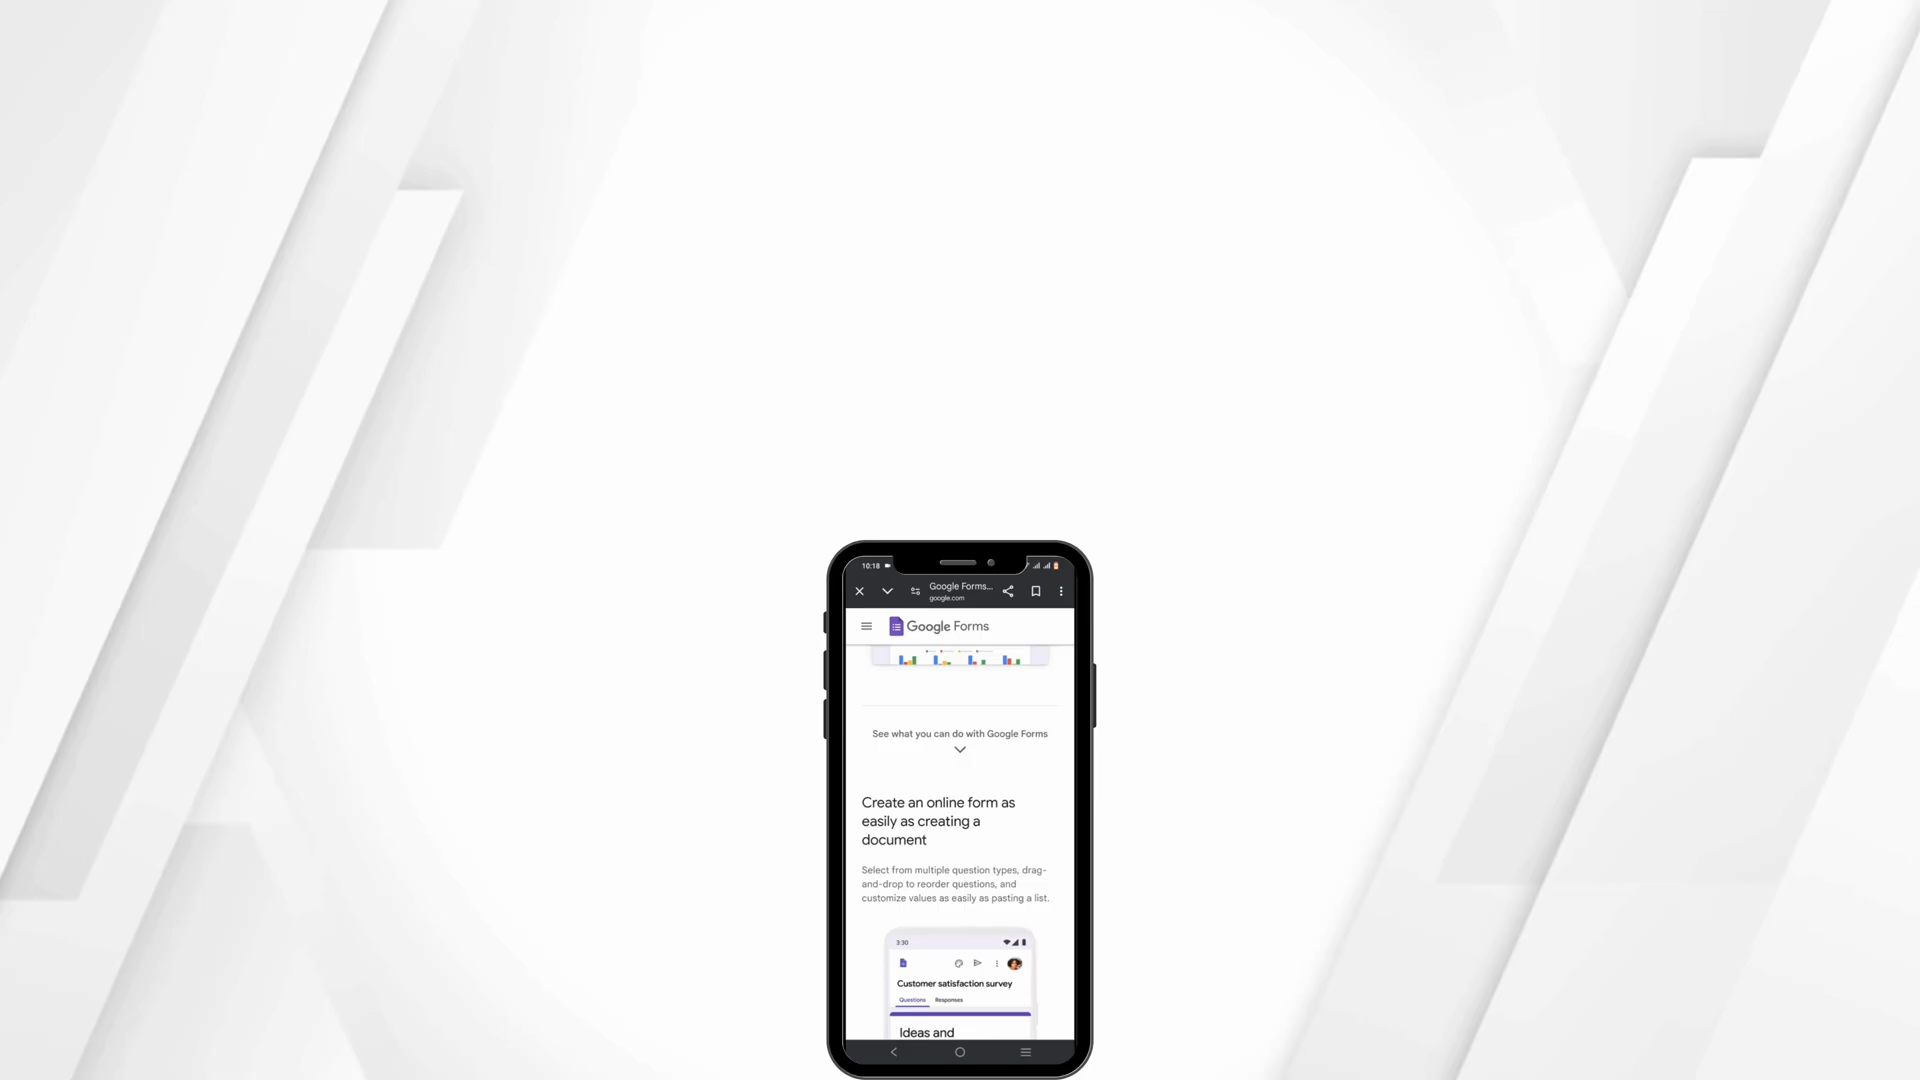 10:18
Google Forms...
google.com
Google Forms
See what you can do with Google Forms
Create an online form as
easily as creating a
document
Select from multiple question types, drag-
and-drop to reorder questions, and
customize values as easily as pasting a list.
3:30
Customer satisfaction survey
Questions Responses
Ideas and